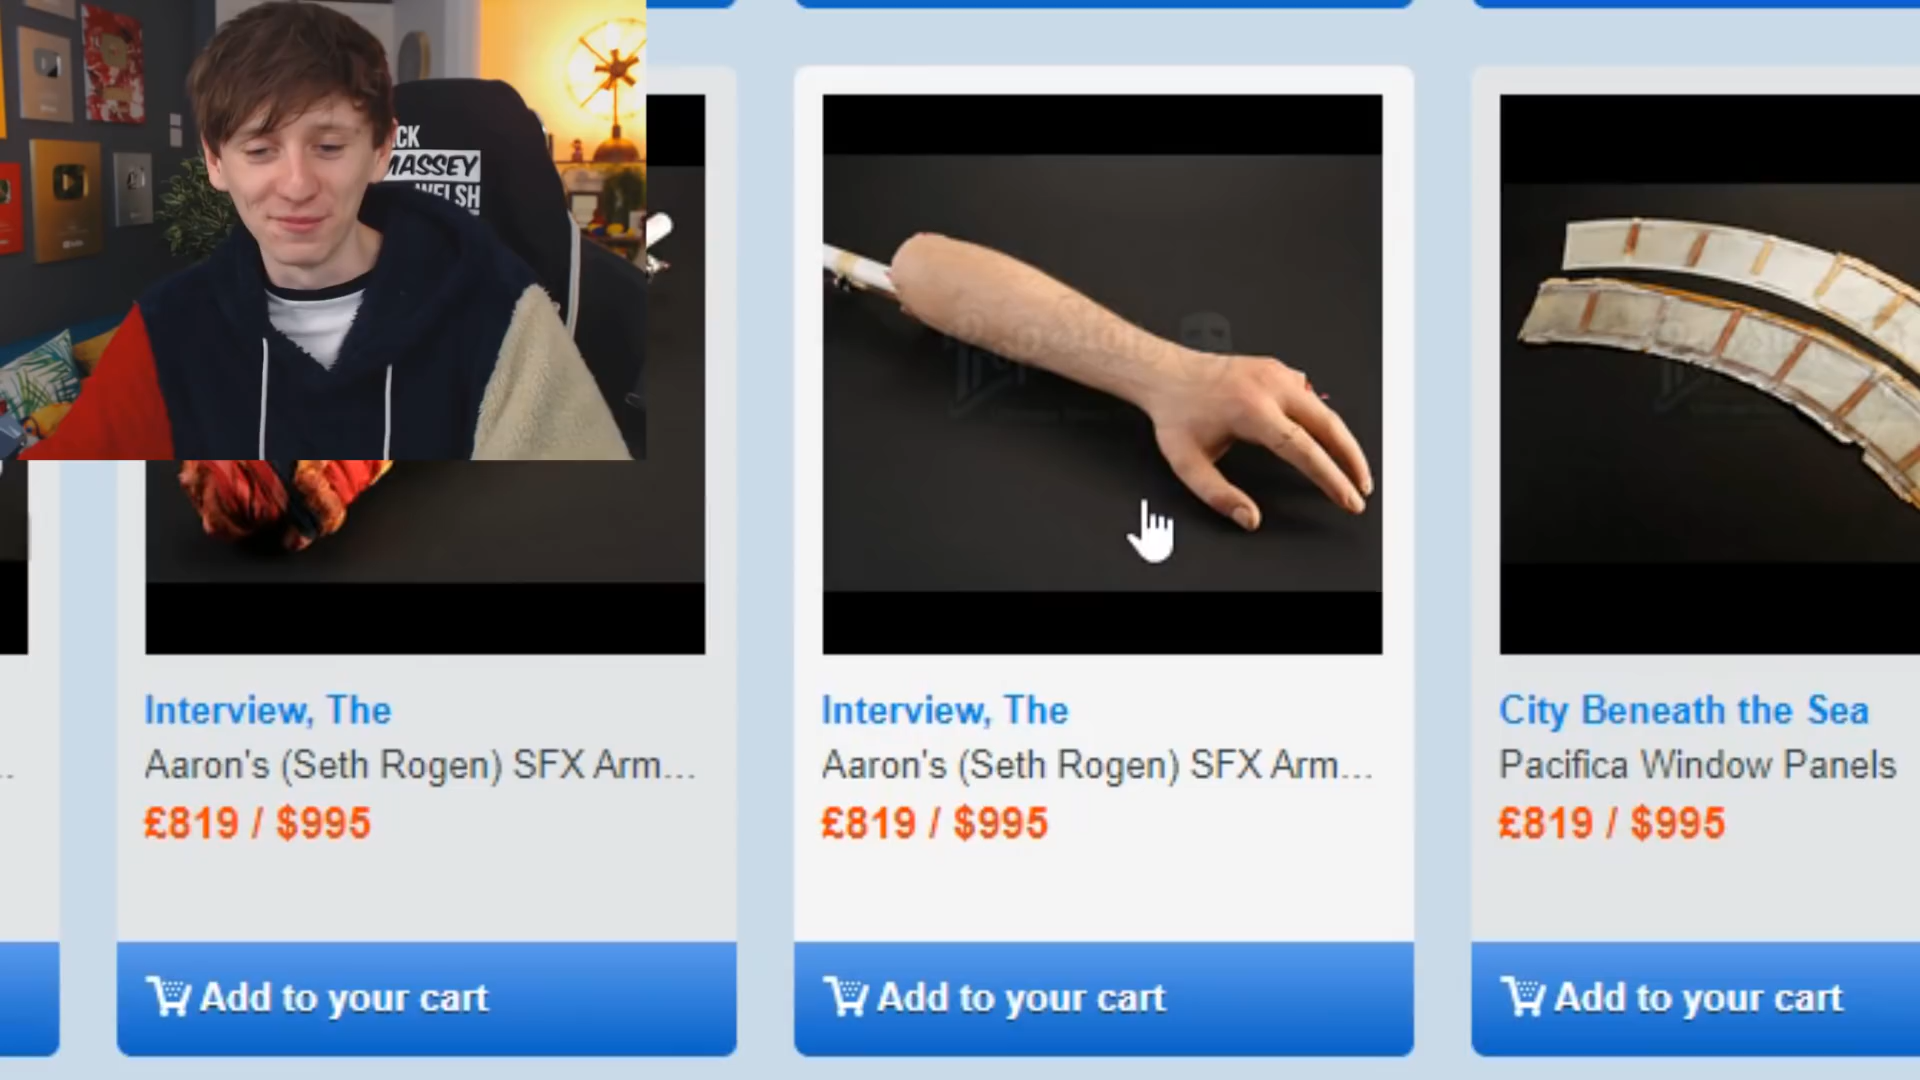 MASSEY
WELSH
Interview, The
Aaron's (Seth Rogen) SFX Arm...
£819 / $995
Add to your cart
Interview, The
Aaron's (Seth Rogen) SFX Arm...
£819 / $995
Add to your cart
City Beneath the Sea
Pacifica Window Panels
£819 / $995
Add to your cart